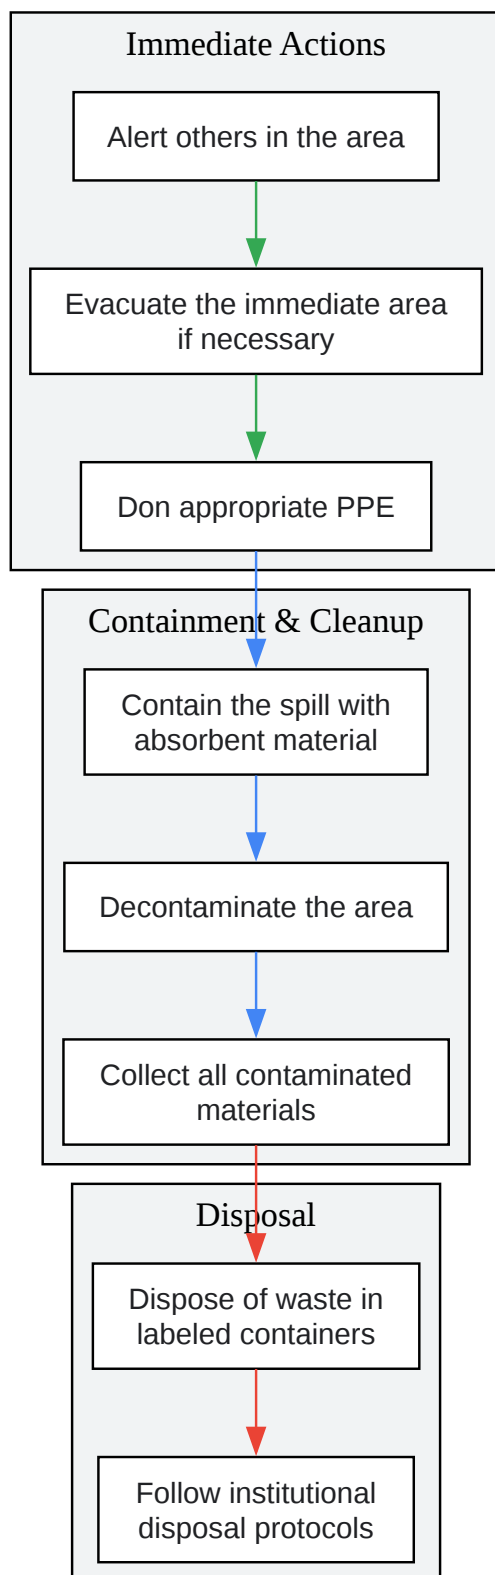 Immediate Actions
Alert others in the area
Evacuate the immediate area
if necessary
Don appropriate PPE
Containment & Cleanup
Contain the spill with
absorbent material
Decontaminate the area
Collect all contaminated
materials
Disposal
Dispose of waste in
labeled containers
Follow institutional
disposal protocols